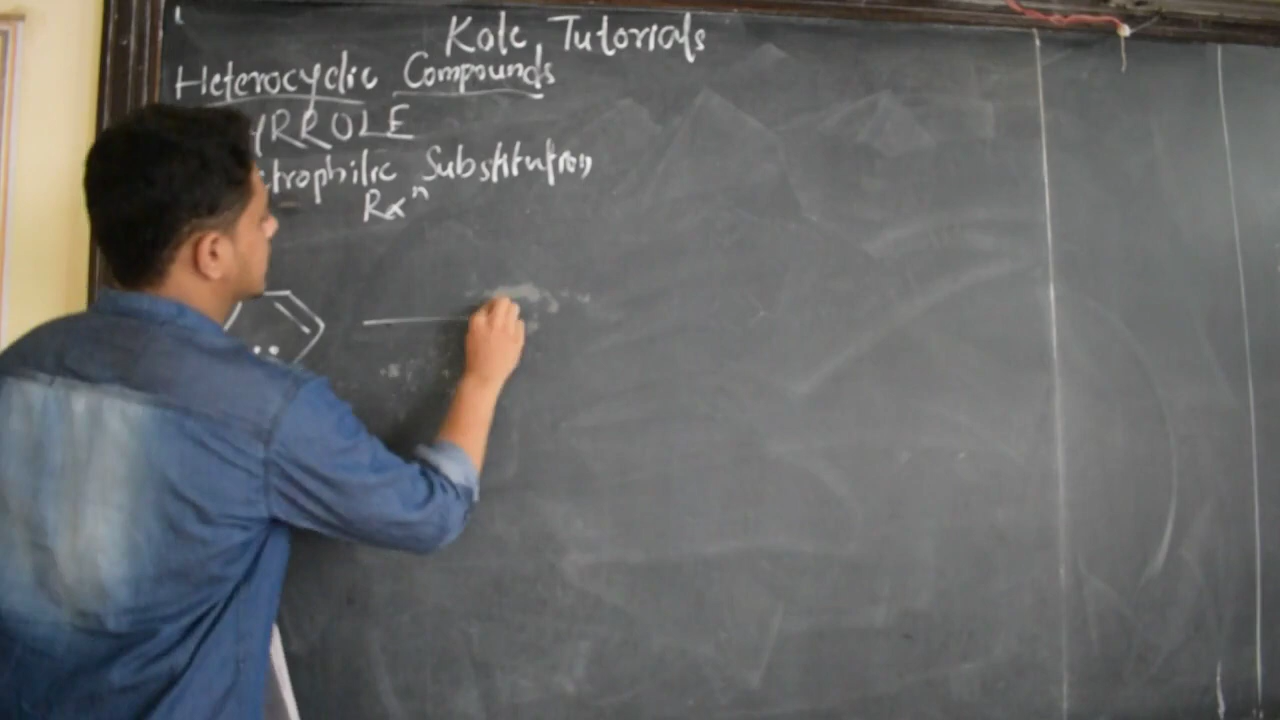 Kole Tutorials
Heterocyclic Compounds
YRROLE
ctrophilic Substitution
Rxⁿ